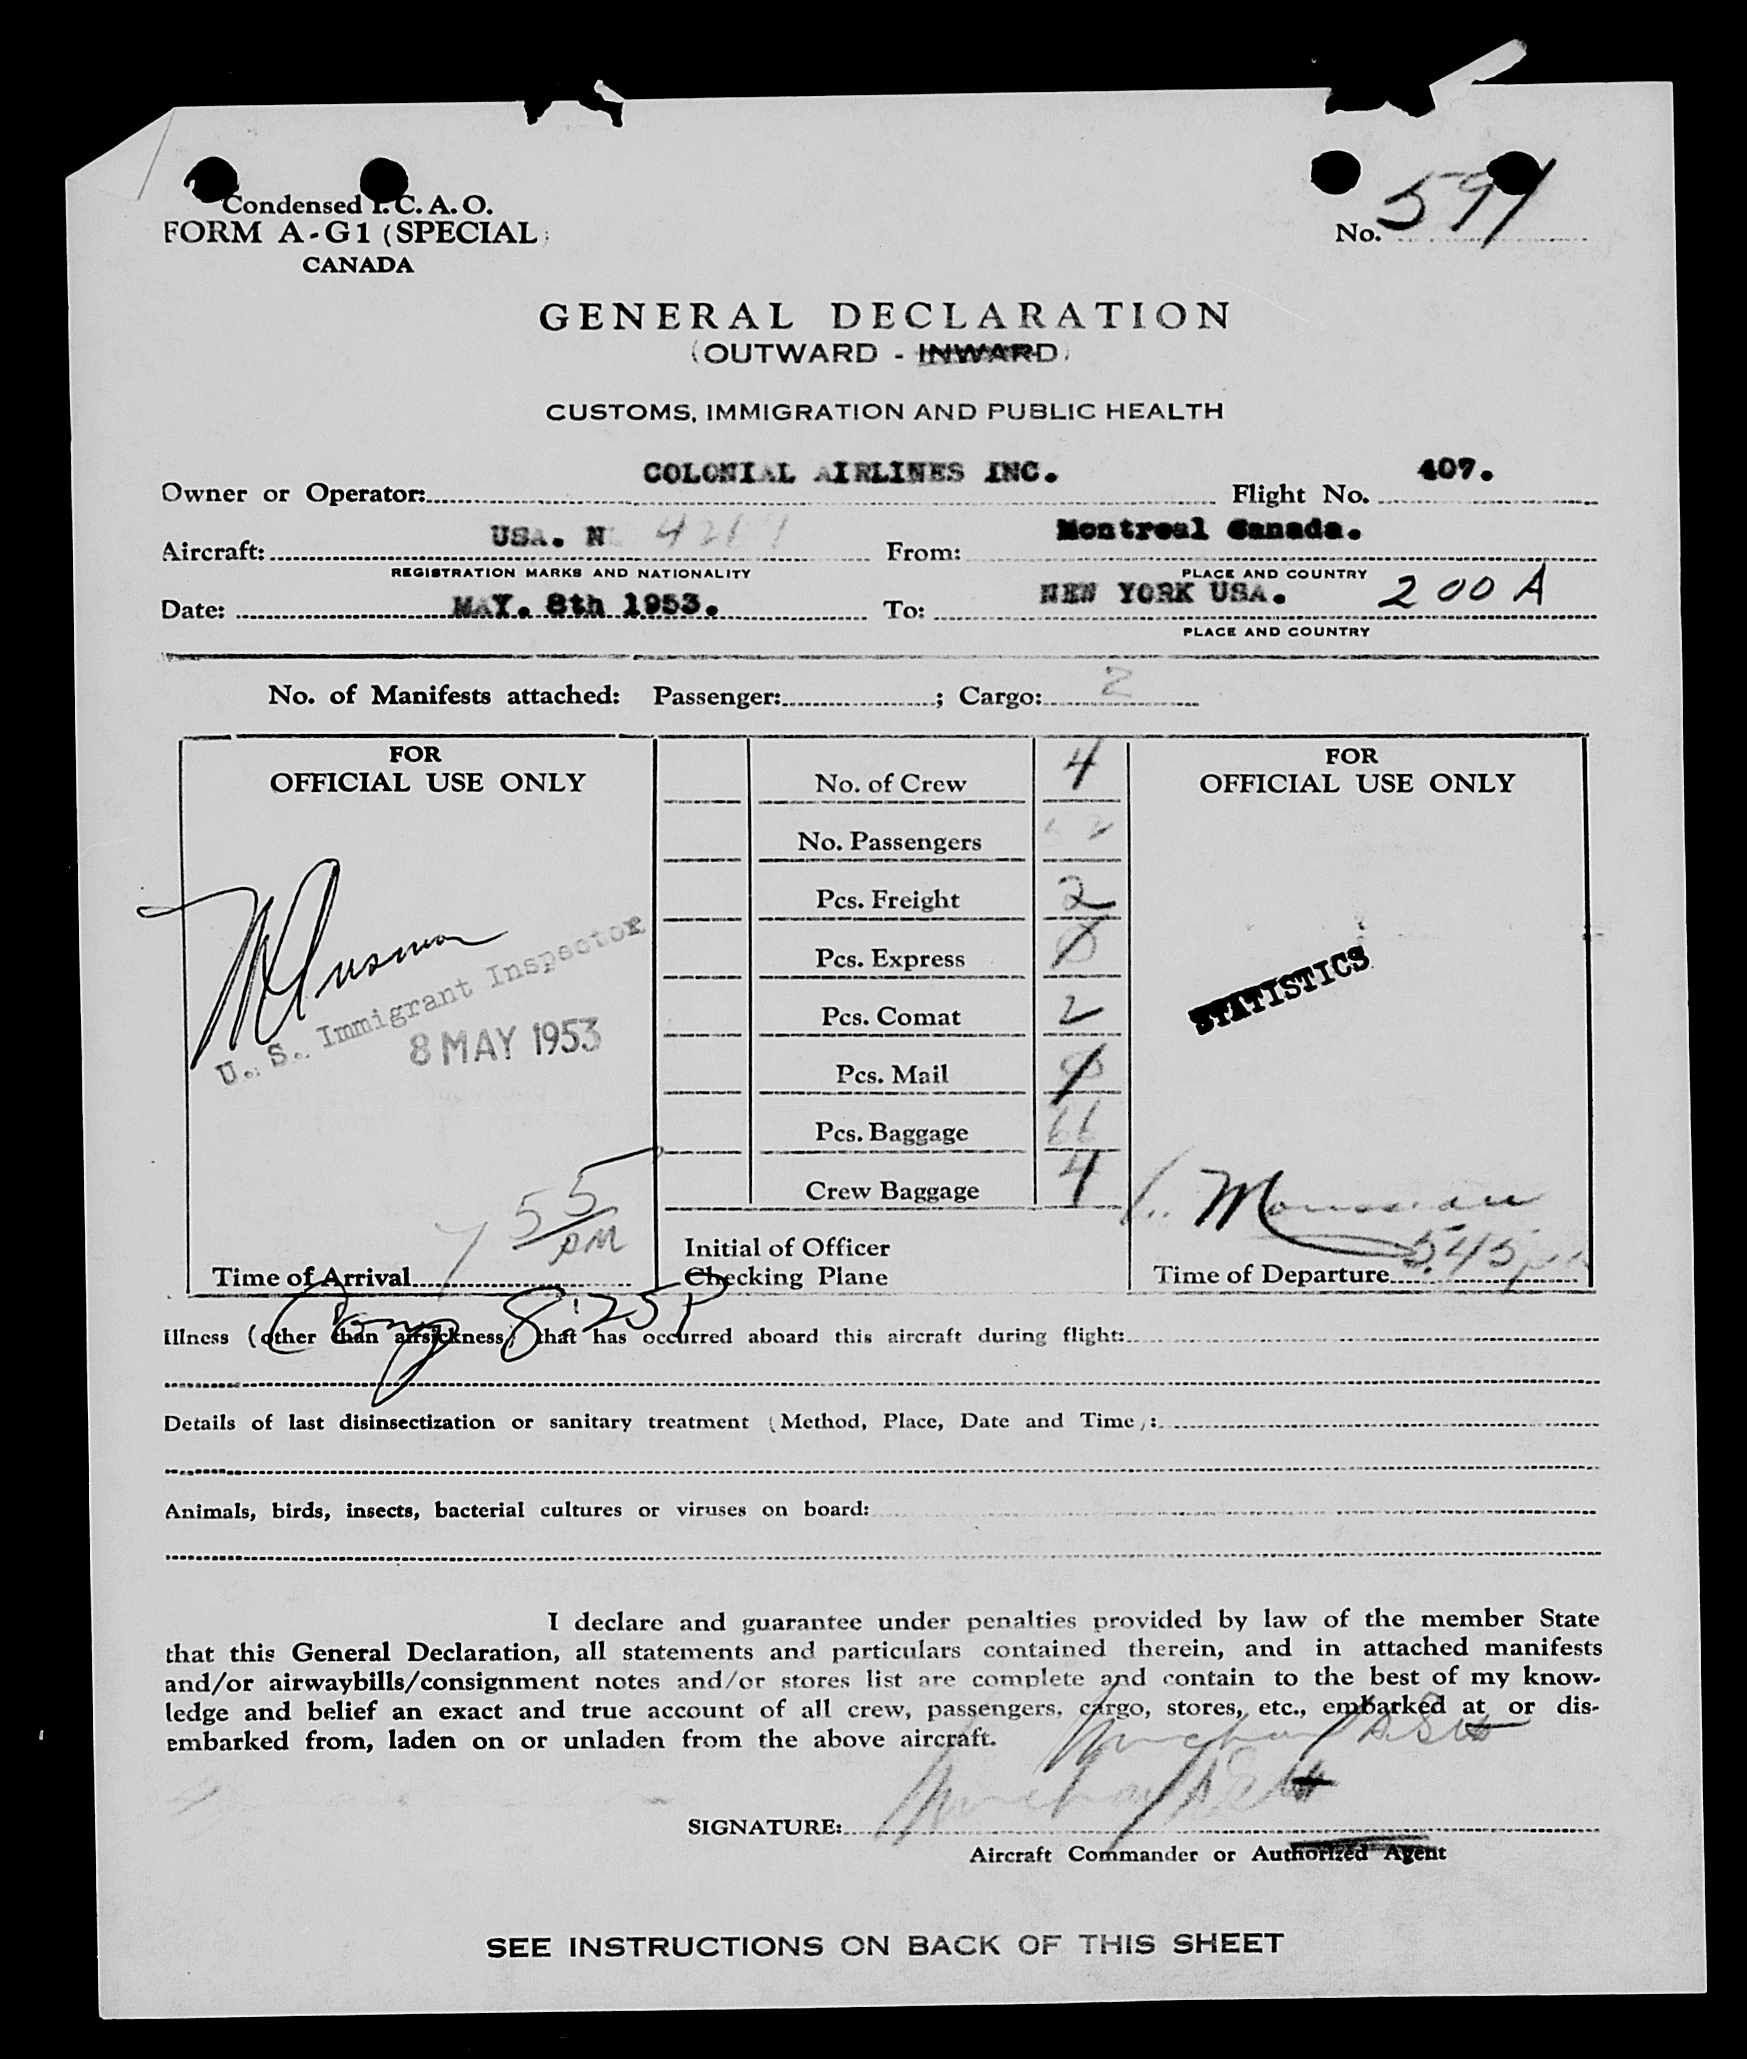 Condensed I. C. A. O.
FORM A-G1 (SPECIAL)
CANADA
No. 597
GENERAL DECLARATION
(OUTWARD - INWARD)
CUSTOMS, IMMIGRATION AND PUBLIC HEALTH
Owner or Operator: COLONIAL AIRLINES INC. Flight No. 407.
Aircraft: USA. N From: Montreal Canada.
REGISTRATION MARKS AND NATIONALITY PLACE AND COUNTRY
Date: MAY. 8th 1953. To: NEW YORK USA. 200 A
PLACE AND COUNTRY
No. of Manifests attached: Passenger: ; Cargo: 2
FOR
OFFICIAL USE ONLY
U. S. Immigrant Inspector
8 MAY 1953
7 55 PM
Time of Arrival
No. of Crew 4
No. Passengers
Pcs. Freight 2
Pcs. Express 0
Pcs. Comat 2
Pcs. Mail 0
Pcs. Baggage 66
Crew Baggage 4
Initial of Officer
Checking Plane
FOR
OFFICIAL USE ONLY
STATISTICS
5.45 pm
Time of Departure
8:25 P
Illness (other than airsickness) that has occurred aboard this aircraft during flight:
Details of last disinsectization or sanitary treatment (Method, Place, Date and Time):
Animals, birds, insects, bacterial cultures or viruses on board:
I declare and guarantee under penalties provided by law of the member State
that this General Declaration, all statements and particulars contained therein, and in attached manifests
and/or airwaybills/consignment notes and/or stores list are complete and contain to the best of my know-
ledge and belief an exact and true account of all crew, passengers, cargo, stores, etc., embarked at or dis-
embarked from, laden on or unladen from the above aircraft.
SIGNATURE:
Aircraft Commander or Authorized Agent
SEE INSTRUCTIONS ON BACK OF THIS SHEET